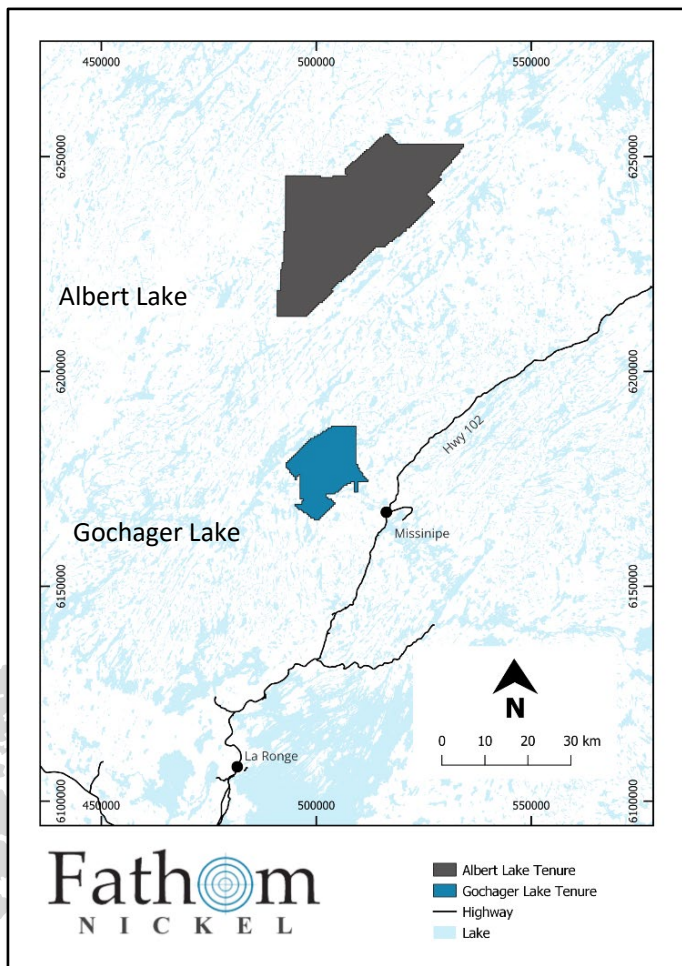 450000 500000 550000
6250000 6250000
Albert Lake
6200000 6200000
Hwy 102
Gochager Lake
Missinipe
6150000 6150000
N
0 10 20 30 km
La Ronge
6100000 6100000
450000 500000 550000
Fathom
NICKEL
Albert Lake Tenure
Gochager Lake Tenure
Highway
Lake